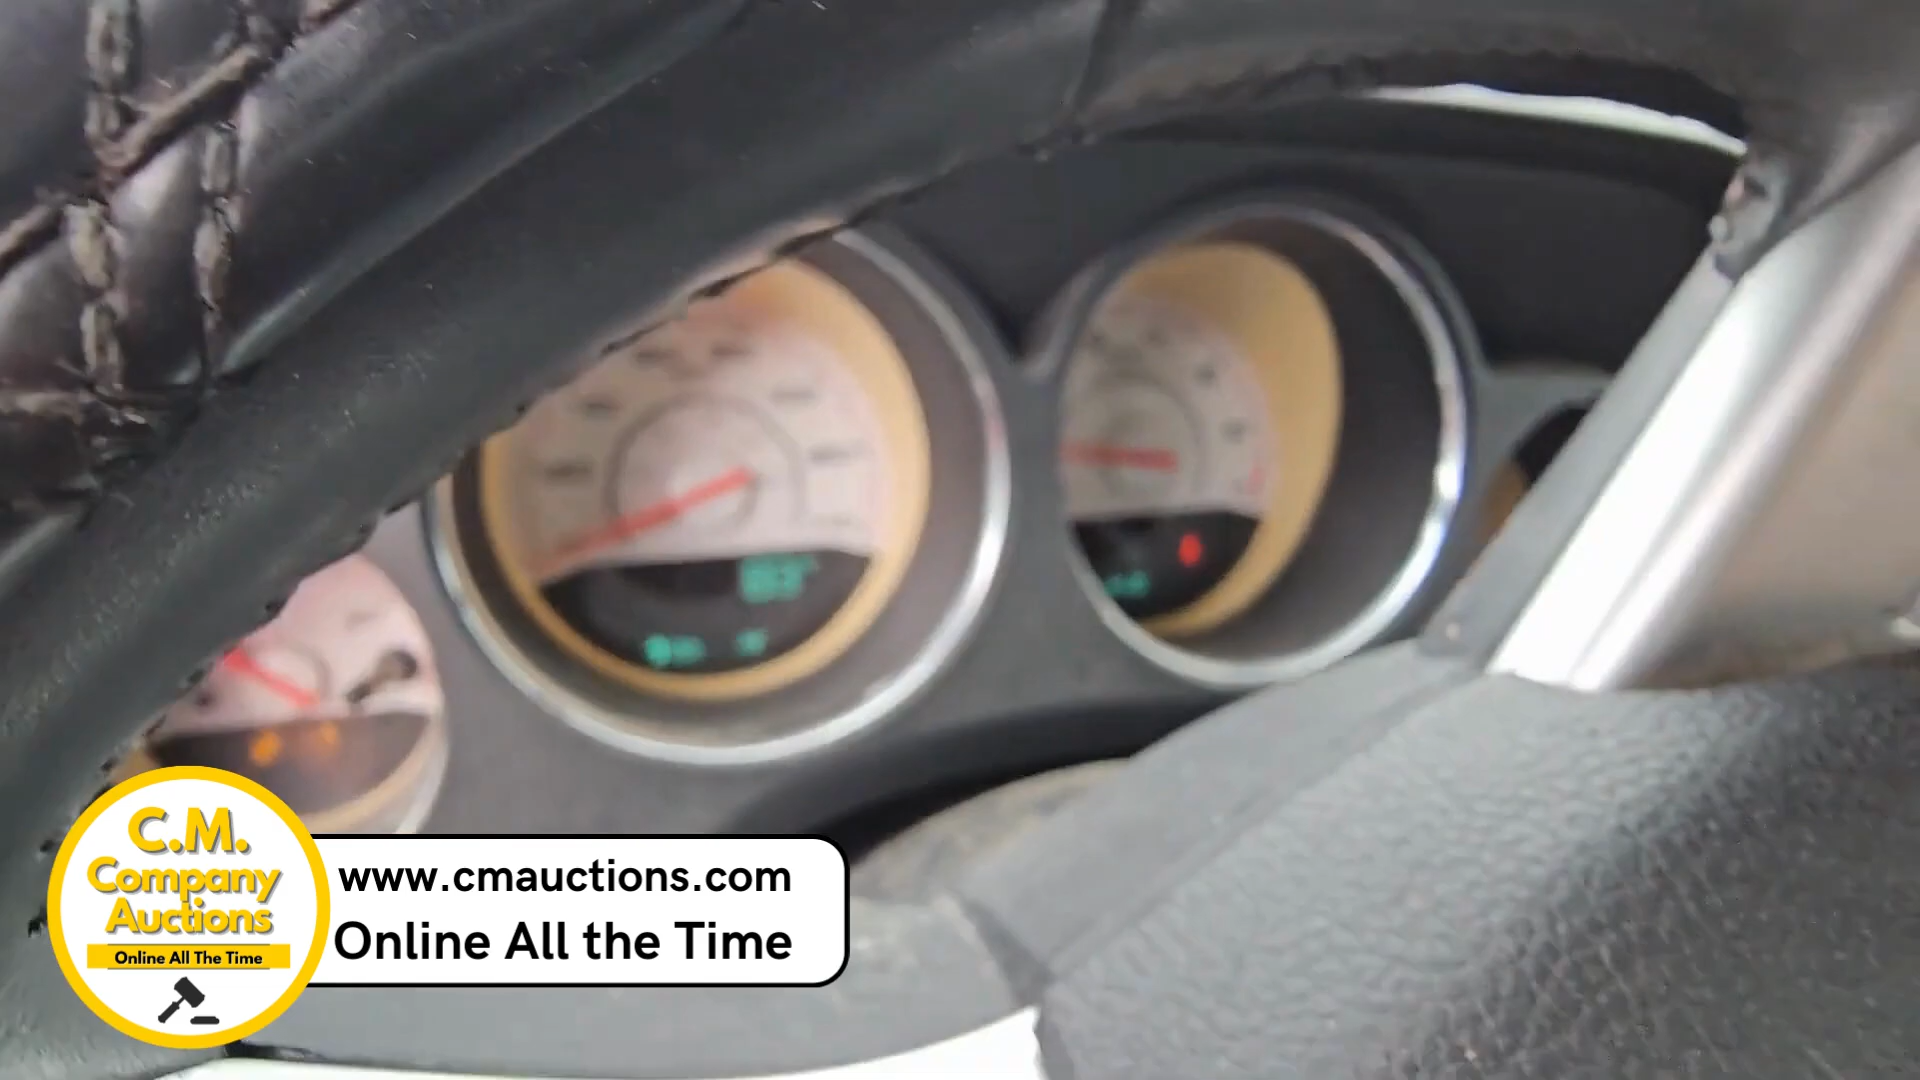 C.M.
Company
Auctions
Online All The Time
www.cmauctions.com
Online All the Time